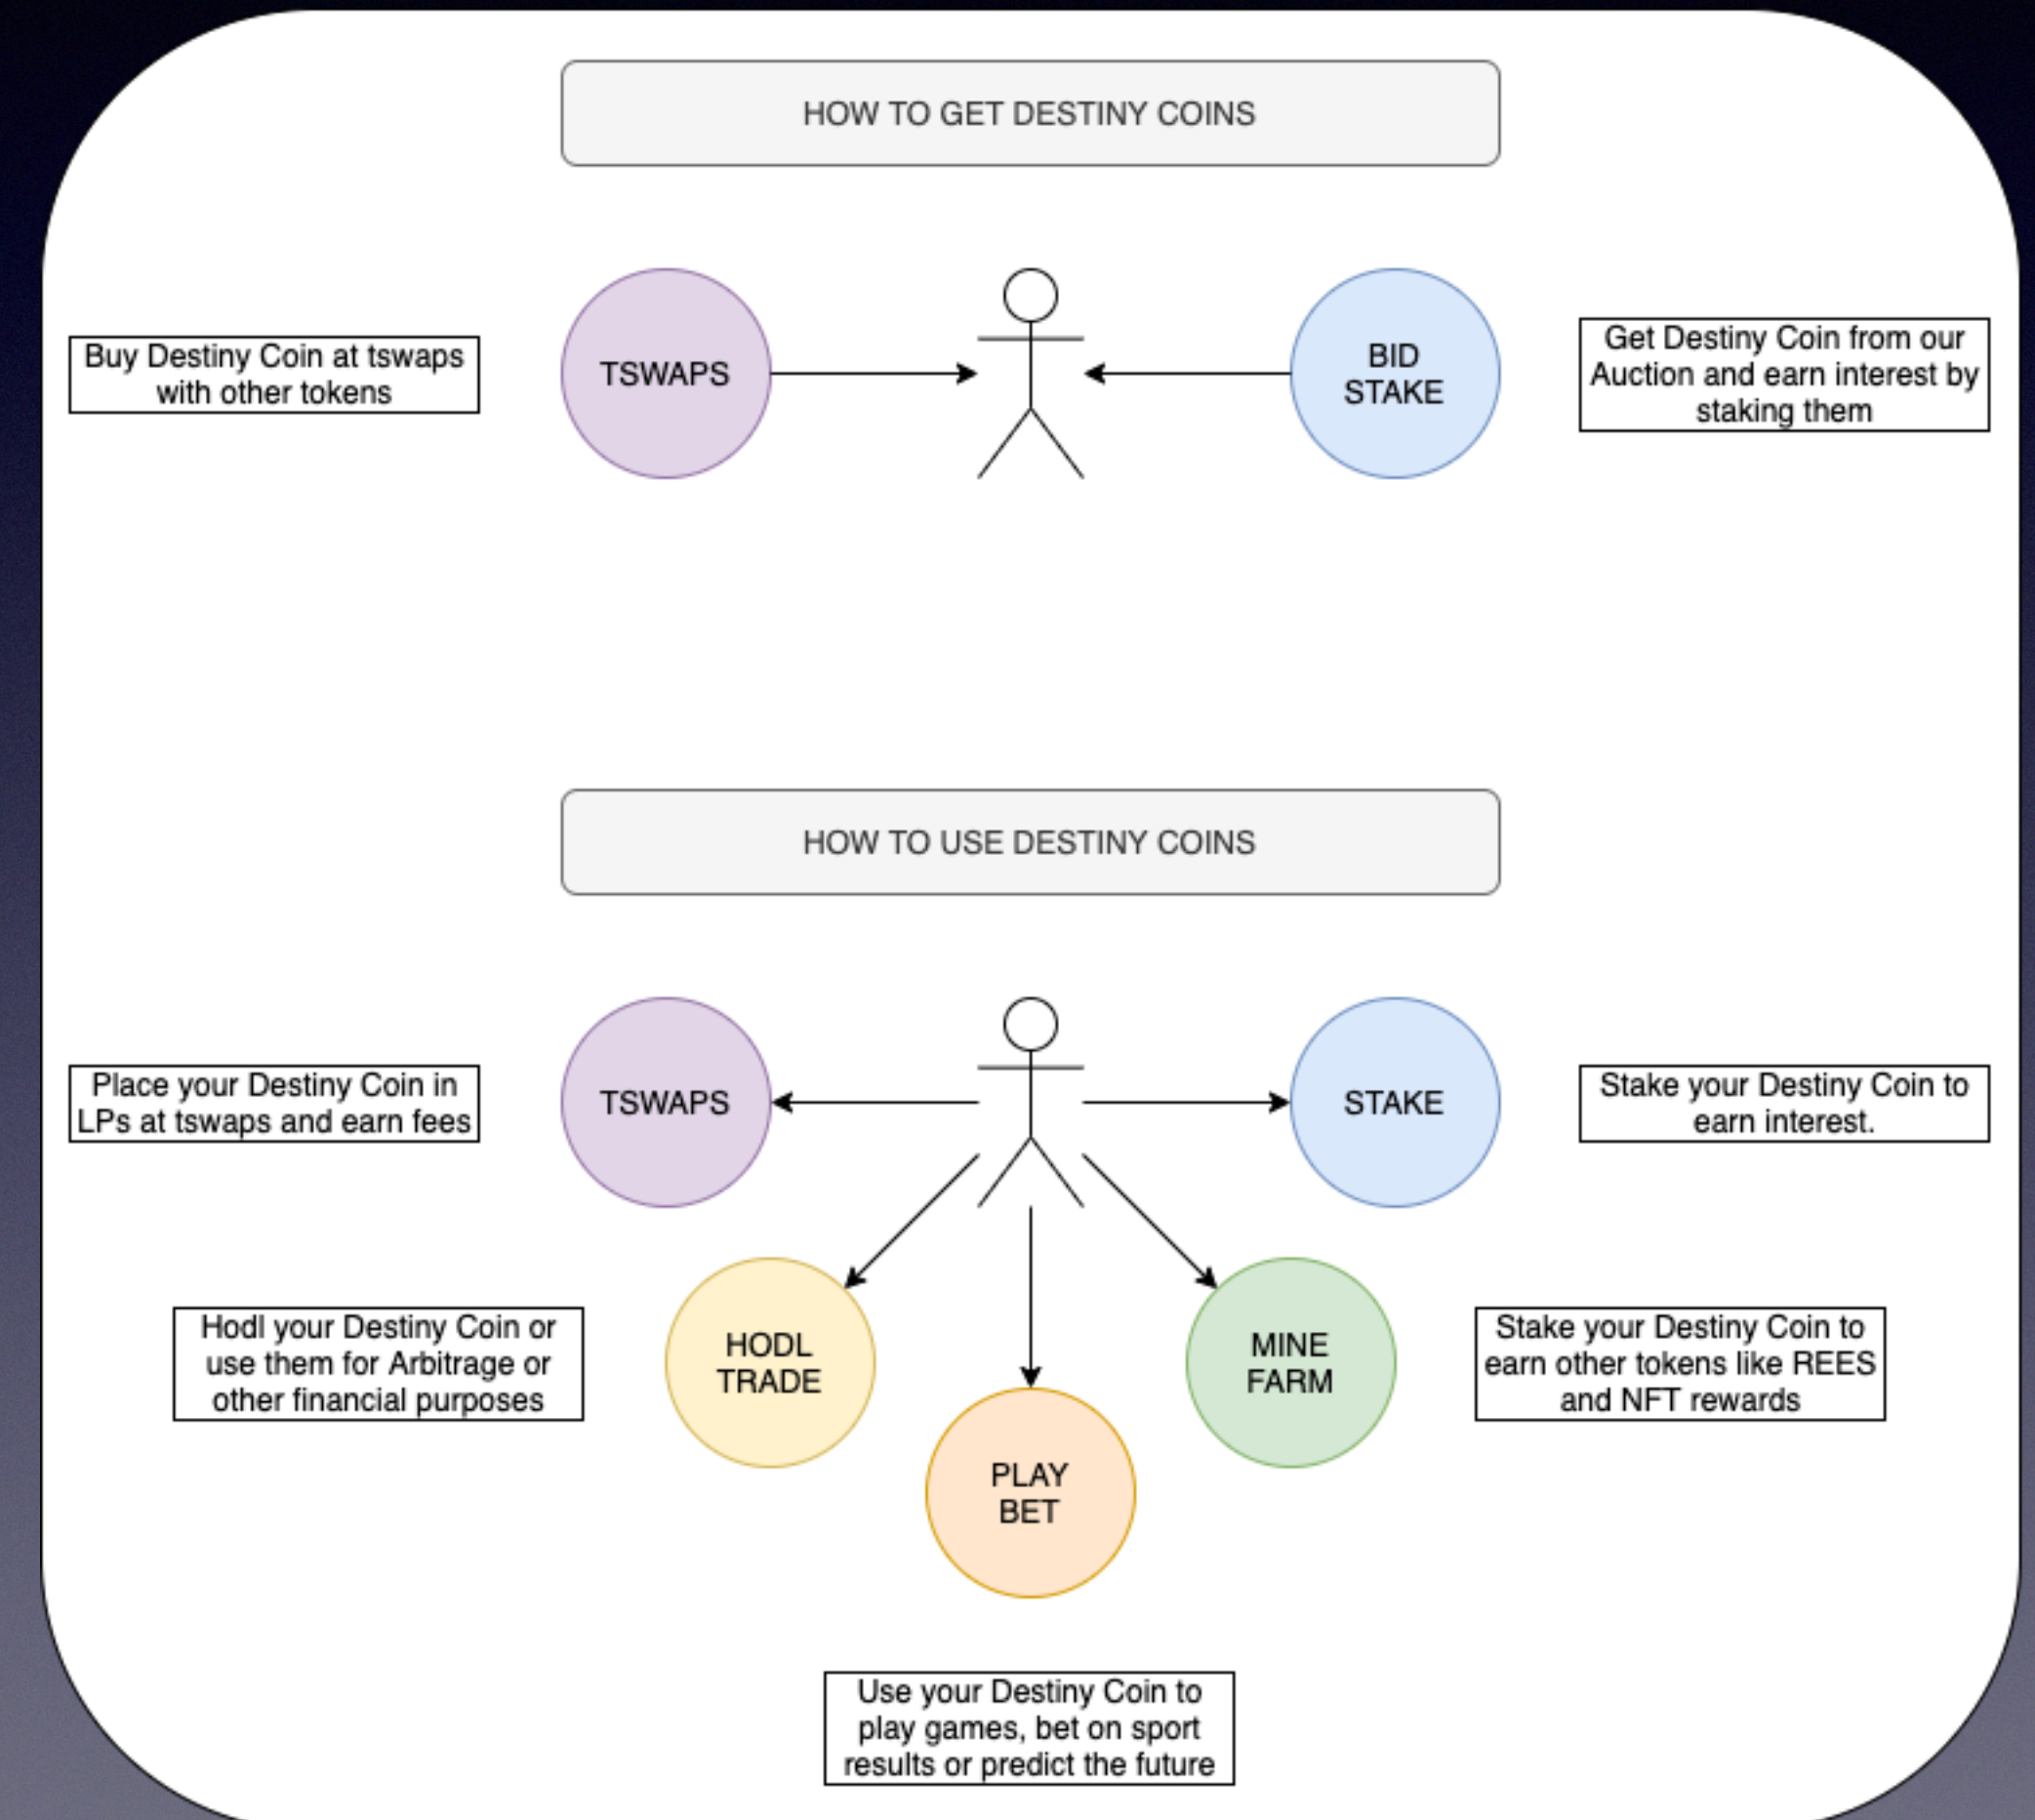 HOW TO GET DESTINY COINS
Buy Destiny Coin at tswaps
with other tokens
TSWAPS
BID
STAKE
Get Destiny Coin from our
Auction and earn interest by
staking them
HOW TO USE DESTINY COINS
Place your Destiny Coin in
LPs at tswaps and earn fees
TSWAPS
STAKE
Stake your Destiny Coin to
earn interest.
Hodl your Destiny Coin or
use them for Arbitrage or
other financial purposes
HODL
TRADE
MINE
FARM
Stake your Destiny Coin to
earn other tokens like REES
and NFT rewards
PLAY
BET
Use your Destiny Coin to
play games, bet on sport
results or predict the future